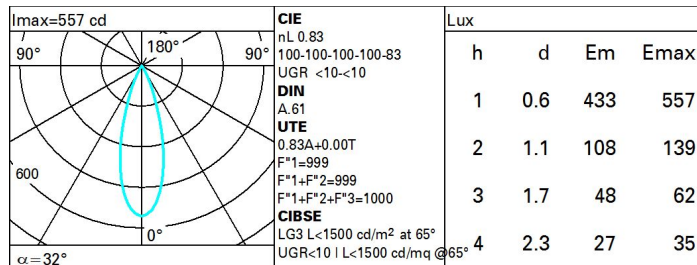 Imax=557 cd
90° 180° 90°
600
0°
α=32°
CIE
nL 0.83
100-100-100-100-83
UGR <10-<10
DIN
A.61
UTE
0.83A+0.00T
F"1=999
F"1+F"2=999
F"1+F"2+F"3=1000
CIBSE
LG3 L<1500 cd/m² at 65°
UGR<10 | L<1500 cd/mq @65°
Lux
h d Em Emax
1 0.6 433 557
2 1.1 108 139
3 1.7 48 62
4 2.3 27 35